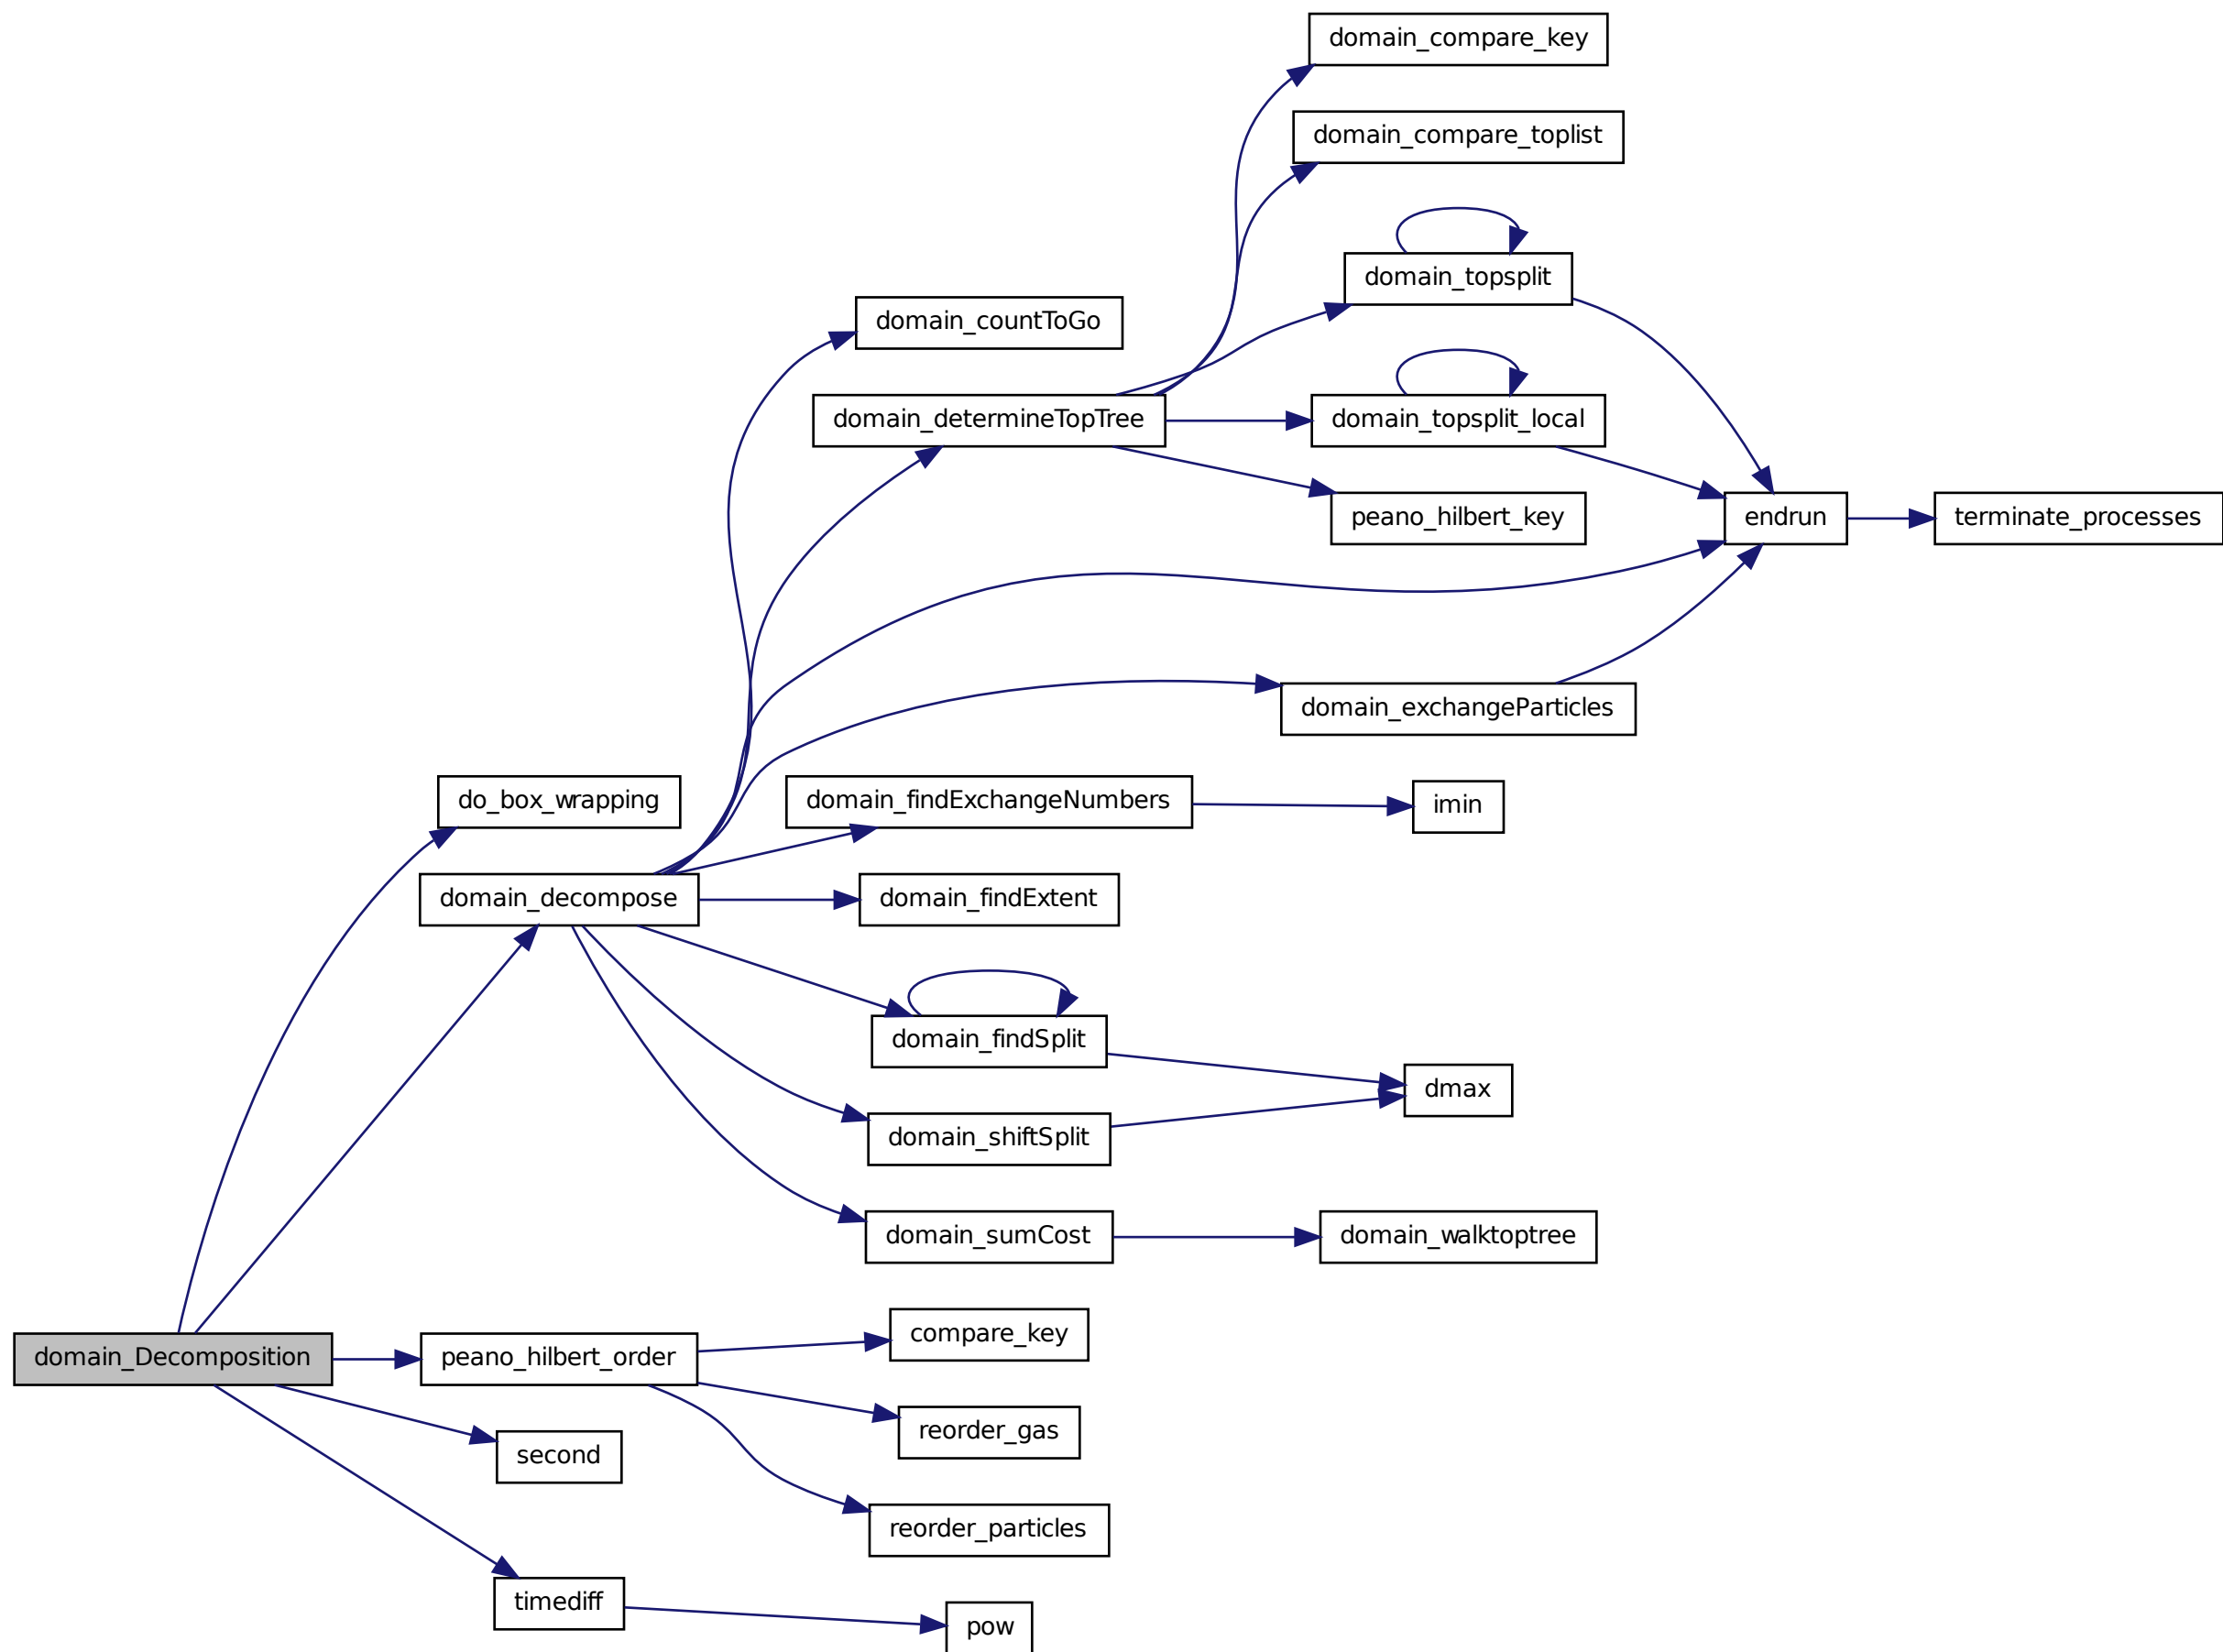 domain_compare_key
domain_compare_toplist
domain_topsplit
domain_countToGo
domain_determineTopTree
domain_topsplit_local
peano_hilbert_key
endrun
terminate_processes
domain_exchangeParticles
do_box_wrapping
domain_findExchangeNumbers
imin
domain_decompose
domain_findExtent
domain_findSplit
dmax
domain_shiftSplit
domain_sumCost
domain_walktoptree
domain_Decomposition
peano_hilbert_order
compare_key
reorder_gas
second
reorder_particles
timediff
pow